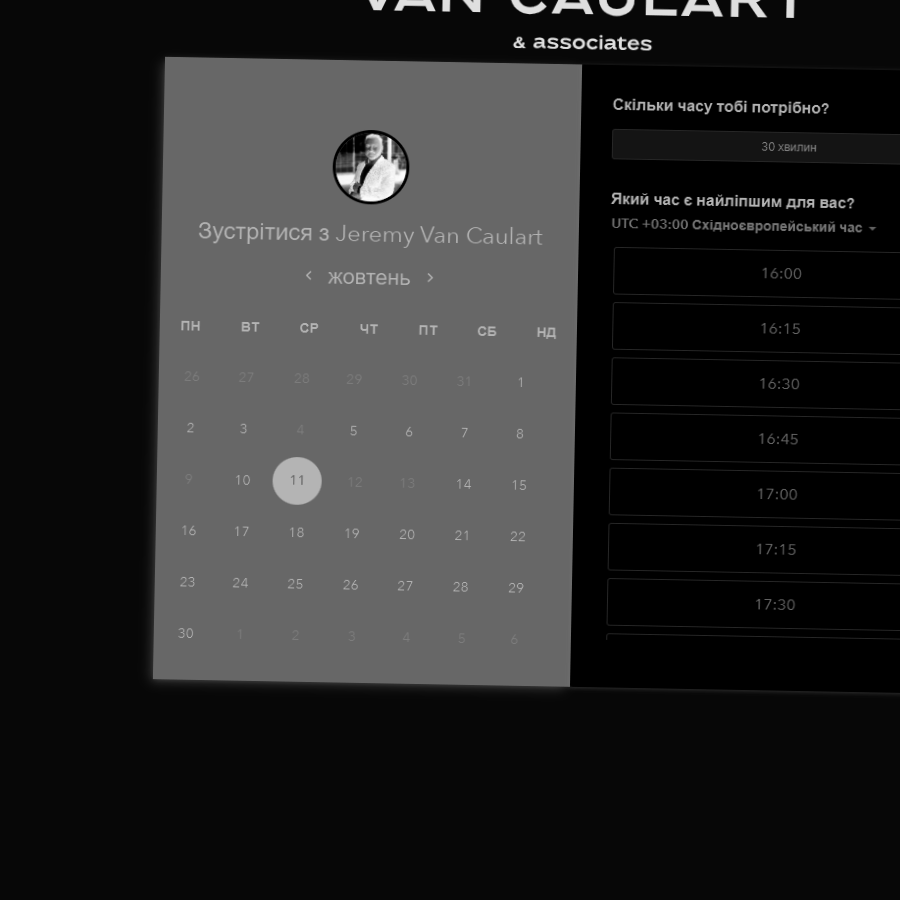 VAN CAULART
& associates
Зустрітися з Jeremy Van Caulart
жовтень
ПН ВТ СР ЧТ ПТ СБ НД
26 27 28 29 30 31 1
2 3 4 5 6 7 8
9 10 11 12 13 14 15
16 17 18 19 20 21 22
23 24 25 26 27 28 29
30 1 2 3 4 5 6
Скільки часу тобі потрібно?
30 хвилин
Який час є найліпшим для вас?
UTC +03:00 Східноєвропейський час
16:00
16:15
16:30
16:45
17:00
17:15
17:30